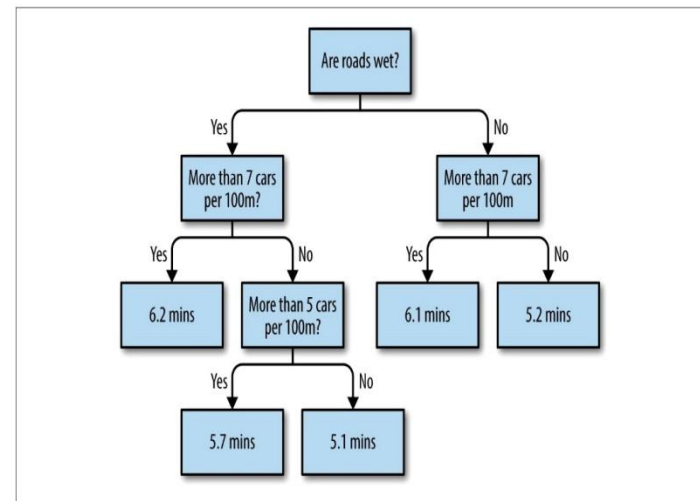 Are roads wet?
Yes
No
More than 7 cars
per 100m?
More than 7 cars
per 100m
Yes
No
Yes
No
6.2 mins
More than 5 cars
per 100m?
6.1 mins
5.2 mins
Yes
No
5.7 mins
5.1 mins